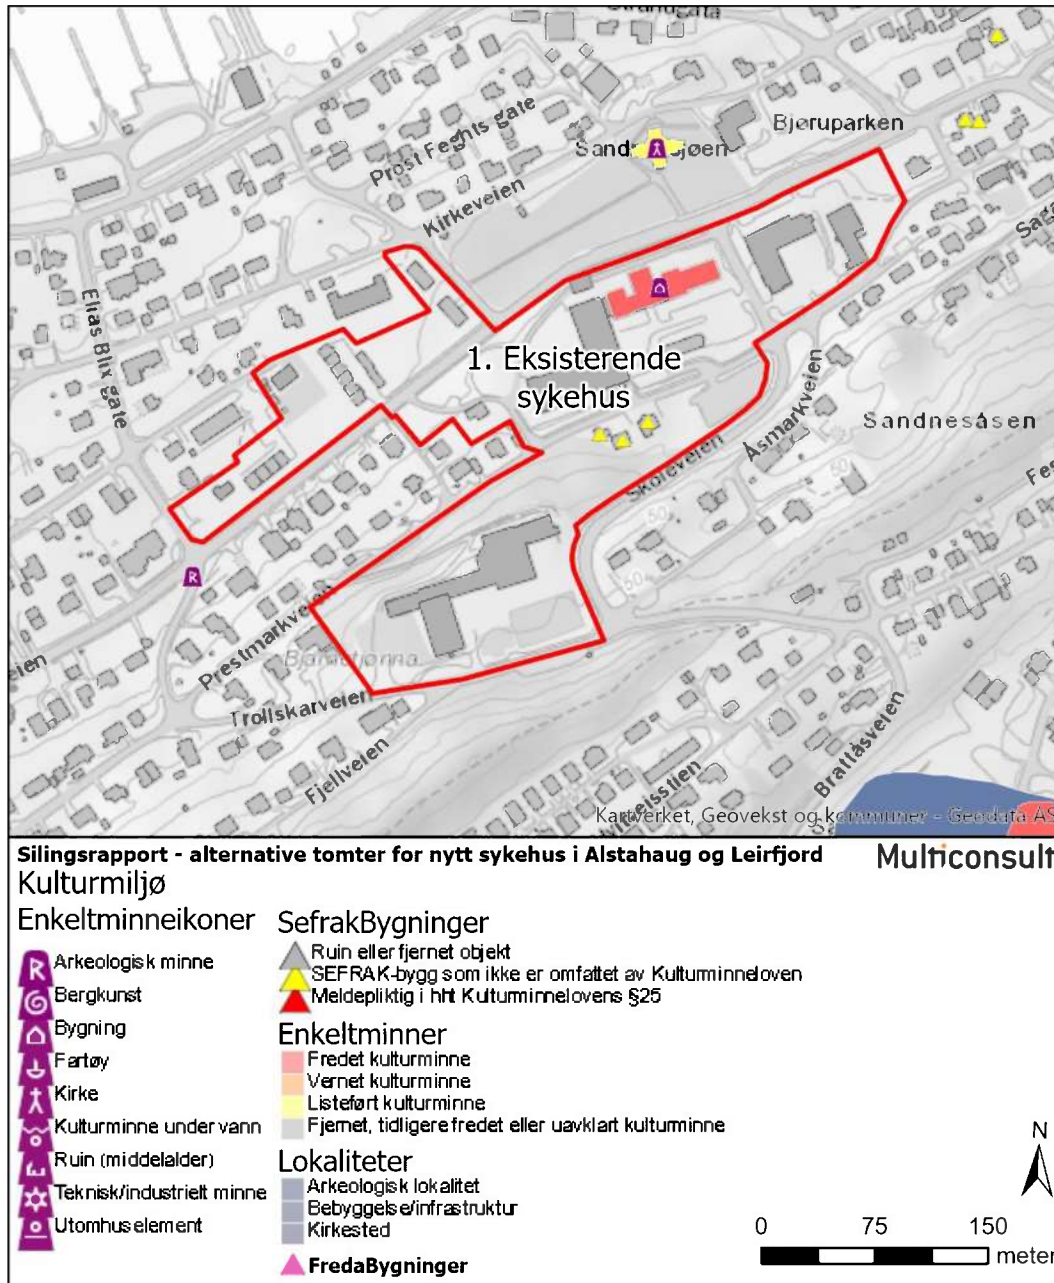 Strandgata
Prost Feghts gate
Bjøruparken
Kirkeveien
Elias Blix gate
1. Eksisterende
sykehus
Åsmarkveien
Sandnesåsen
Skoleveien
50
50
Prestmarkveien
Trollskarveien
Fjellveien
Brattåsveien
Kartverket, Geovekst og kommuner - Geodata AS
Silingsrapport - alternative tomter for nytt sykehus i Alstahaug og Leirfjord
Multiconsult
Kulturmiljø
Enkeltminneikoner
Arkeologisk minne
Bergkunst
Bygning
Fartøy
Kirke
Kulturminne under vann
Ruin (middelalder)
Teknisk/industrielt minne
Utomhuselement
SefrakBygninger
Ruin eller fjernet objekt
SEFRAK-bygg som ikke er omfattet av Kulturminneloven
Meldepliktig i hht Kulturminnelovens §25
Enkeltminner
Fredet kulturminne
Vernet kulturminne
Listeført kulturminne
Fjernet, tidligere fredet eller uavklart kulturminne
Lokaliteter
Arkeologisk lokalitet
Bebyggelse/infrastruktur
Kirkested
FredaBygninger
N
0 75 150
meter